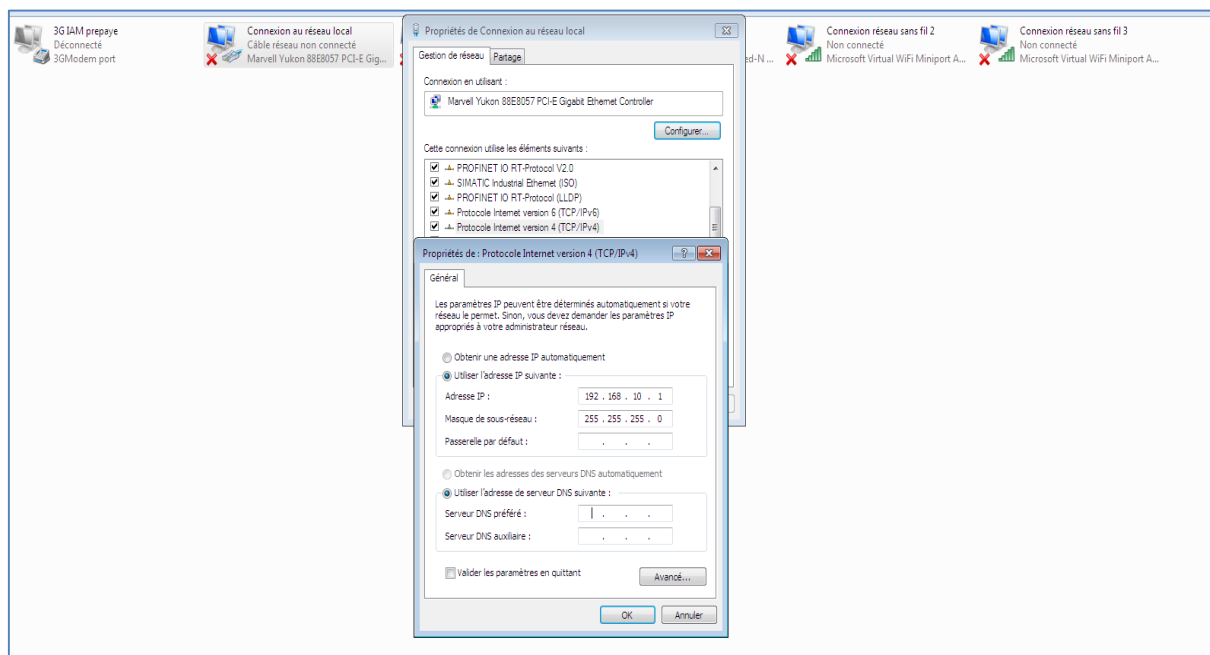 3G IAM prepaye
Déconnecté
3GModem port
Connexion au réseau local
Câble réseau non connecté
Marvell Yukon 88E8057 PCI-E Gig...
ed-N ...
Connexion réseau sans fil 2
Non connecté
Microsoft Virtual WiFi Miniport A...
Connexion réseau sans fil 3
Non connecté
Microsoft Virtual WiFi Miniport A...
Propriétés de Connexion au réseau local
Gestion de réseau Partage
Connexion en utilisant :
Marvell Yukon 88E8057 PCI-E Gigabit Ethernet Controller
Configurer...
Cette connexion utilise les éléments suivants :
PROFINET IO RT-Protocol V2.0
SIMATIC Industrial Ethernet (ISO)
PROFINET IO RT-Protocol (LLDP)
Protocole Internet version 6 (TCP/IPv6)
Protocole Internet version 4 (TCP/IPv4)
Propriétés de : Protocole Internet version 4 (TCP/IPv4)
Général
Les paramètres IP peuvent être déterminés automatiquement si votre
réseau le permet. Sinon, vous devez demander les paramètres IP
appropriés à votre administrateur réseau.
Obtenir une adresse IP automatiquement
Utiliser l'adresse IP suivante :
Adresse IP : 192 . 168 . 10 . 1
Masque de sous-réseau : 255 . 255 . 255 . 0
Passerelle par défaut : . . .
Obtenir les adresses des serveurs DNS automatiquement
Utiliser l'adresse de serveur DNS suivante :
Serveur DNS préféré : . . .
Serveur DNS auxiliaire : . . .
Valider les paramètres en quittant
Avancé...
OK Annuler